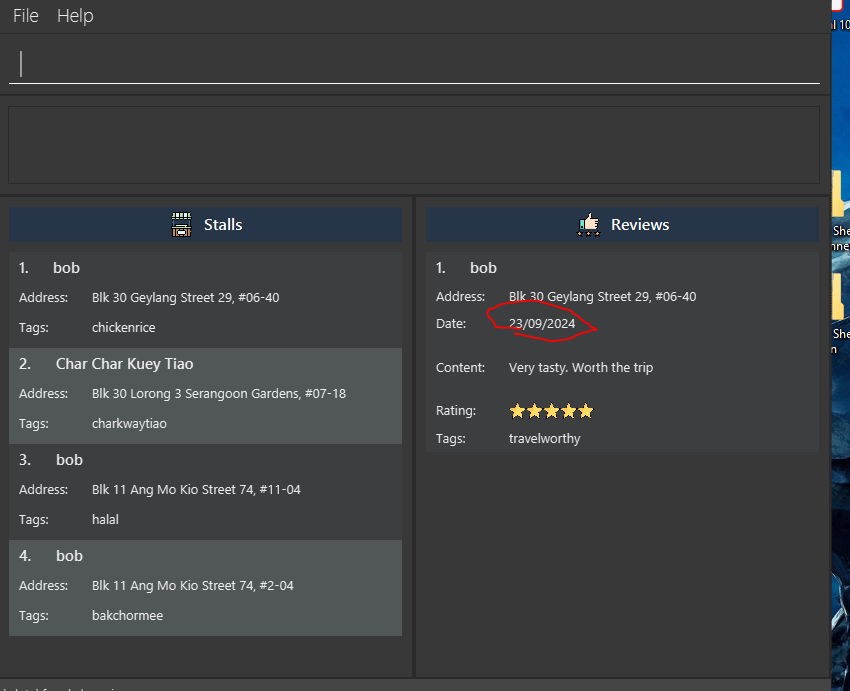 File Help
Stalls
1. bob
Address: Blk 30 Geylang Street 29, #06-40
Tags: chickenrice
2. Char Char Kuey Tiao
Address: Blk 30 Lorong 3 Serangoon Gardens, #07-18
Tags: charkwaytiao
3. bob
Address: Blk 11 Ang Mo Kio Street 74, #11-04
Tags: halal
4. bob
Address: Blk 11 Ang Mo Kio Street 74, #2-04
Tags: bakchormee
Reviews
1. bob
Address: Blk 30 Geylang Street 29, #06-40
Date: 23/09/2024
Content: Very tasty. Worth the trip
Rating:
Tags: travelworthy